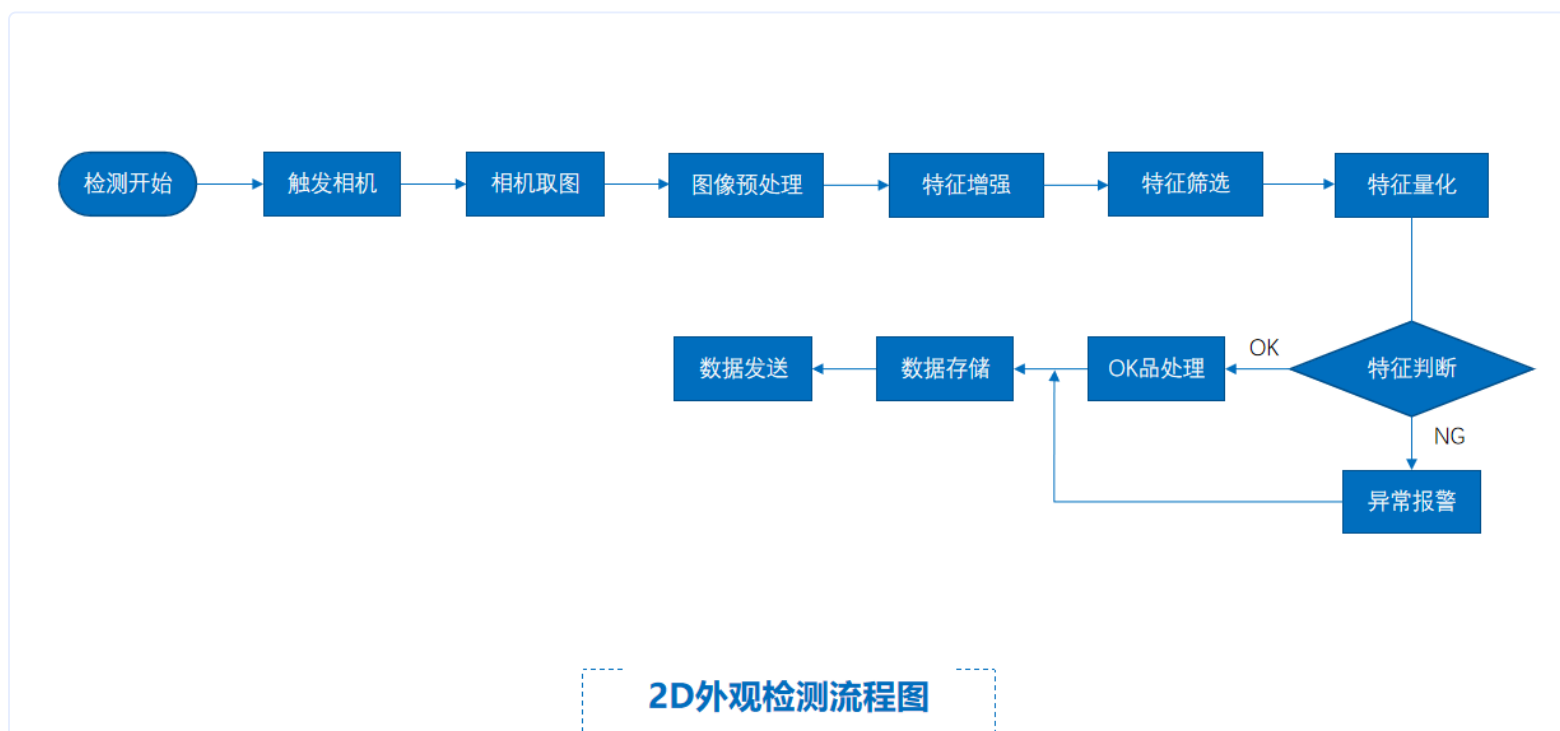 检测开始
触发相机
相机取图
图像预处理
特征增强
特征筛选
特征量化
数据发送
数据存储
OK品处理
OK
特征判断
NG
异常报警
2D外观检测流程图